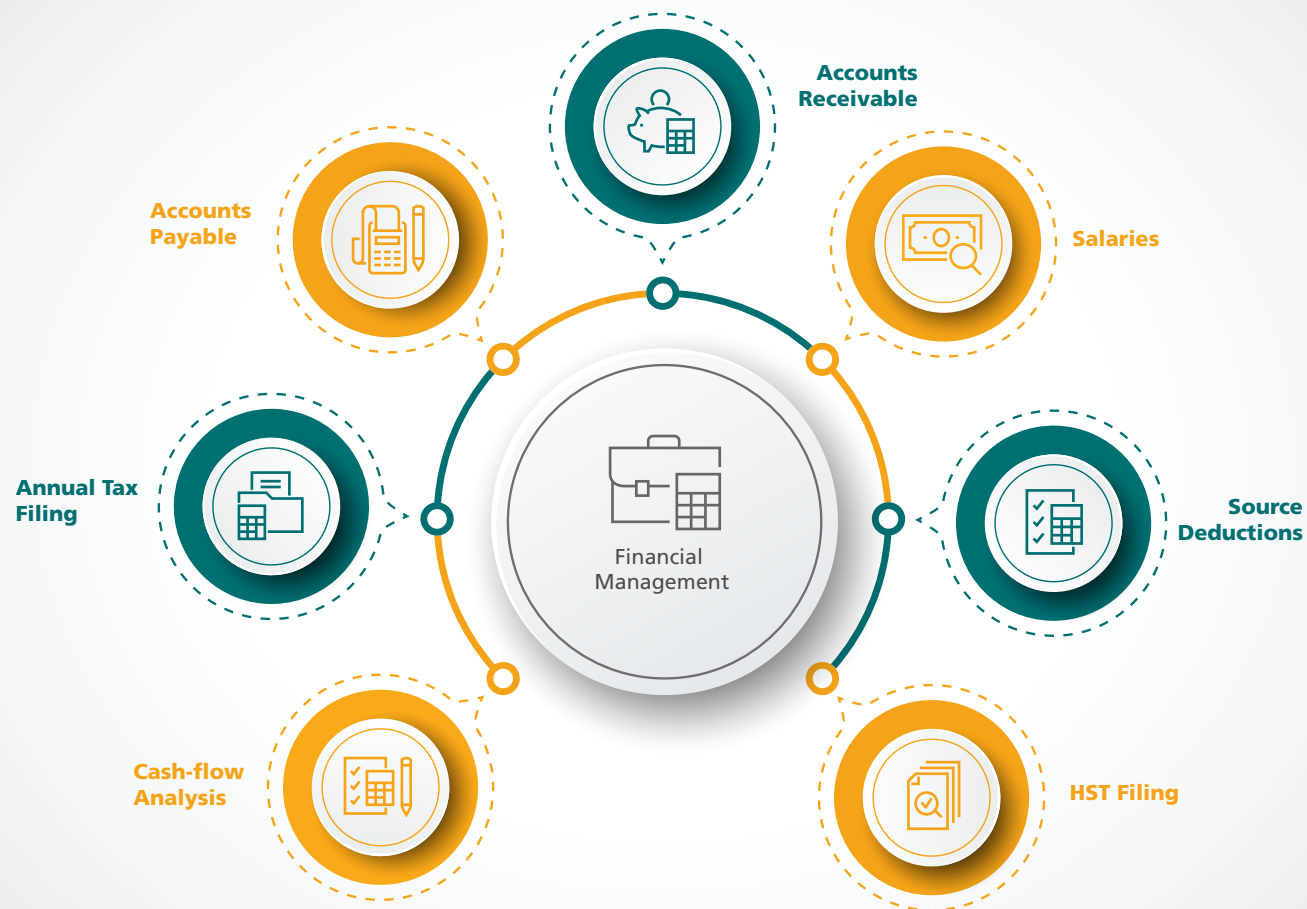 Accounts
Receivable
Accounts
Payable
Salaries
Annual Tax
Filing
Source
Deductions
Financial
Management
Cash-flow
Analysis
HST Filing